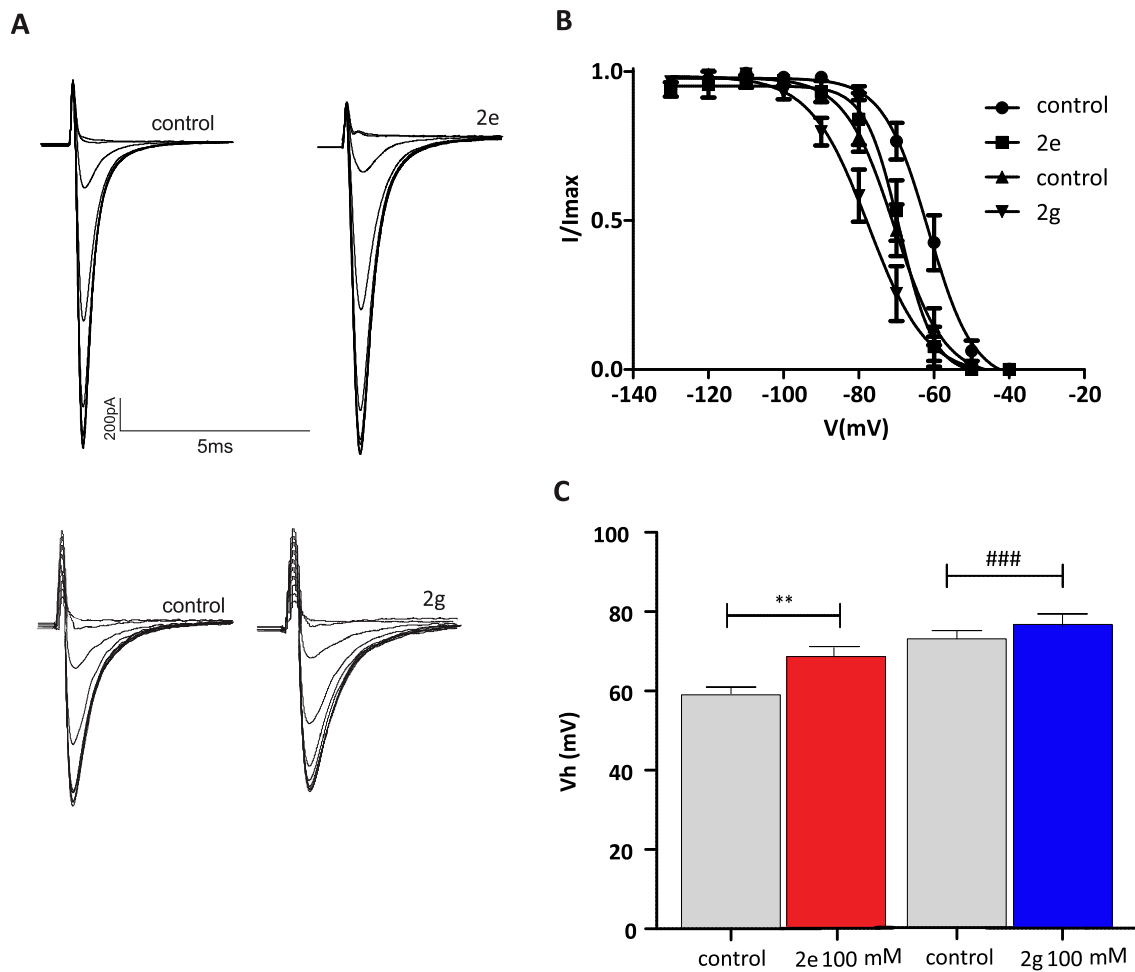 A
control
2e
200pA
5ms
control
2g
B
1.0
0.5
0.0
I/Imax
-140 -120 -100 -80 -60 -40 -20
V(mV)
control
2e
control
2g
C
100
80
60
40
20
0
Vh (mV)
**
###
control 2e 100 mM control 2g 100 mM